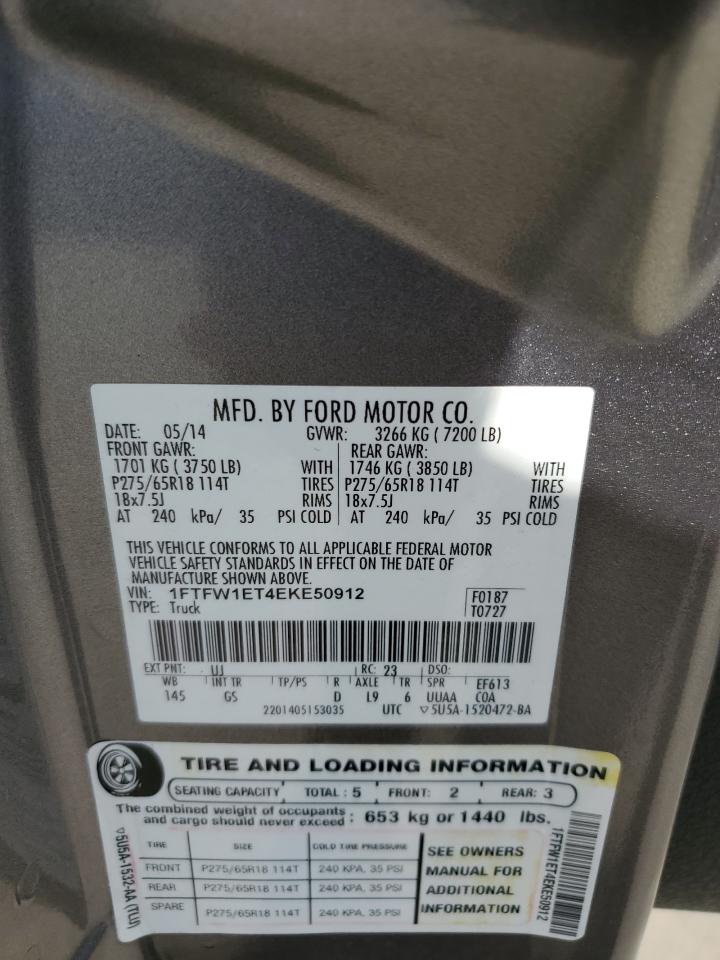 MFD. BY FORD MOTOR CO.
DATE: 05/14 GVWR: 3266 KG ( 7200 LB)
FRONT GAWR: REAR GAWR:
1701 KG ( 3750 LB) WITH 1746 KG ( 3850 LB) WITH
P275/65R18 114T TIRES P275/65R18 114T TIRES
18x7.5J RIMS 18x7.5J RIMS
AT 240 kPa/ 35 PSI COLD AT 240 kPa/ 35 PSI COLD
THIS VEHICLE CONFORMS TO ALL APPLICABLE FEDERAL MOTOR
VEHICLE SAFETY STANDARDS IN EFFECT ON THE DATE OF
MANUFACTURE SHOWN ABOVE.
VIN: 1FTFW1ET4EKE50912 F0187
TYPE: Truck T0727
EXT PNT: UJ RC: 23 DSO:
WB INT TR TP/PS R AXLE TR SPR EF613
145 GS D L9 6 UUAA COA
2201405153035 UTC ▽5U5A-1520472-BA
TIRE AND LOADING INFORMATION
SEATING CAPACITY TOTAL : 5 FRONT: 2 REAR: 3
The combined weight of occupants
and cargo should never exceed : 653 kg or 1440 lbs.
TIRE SIZE COLD TIRE PRESSURE
FRONT P275/65R18 114T 240 KPA, 35 PSI
REAR P275/65R18 114T 240 KPA, 35 PSI
SPARE P275/65R18 114T 240 KPA, 35 PSI
SEE OWNERS
MANUAL FOR
ADDITIONAL
INFORMATION
▽5U5A-1532-AA (TLU)
1FTFW1ET4EKE50912